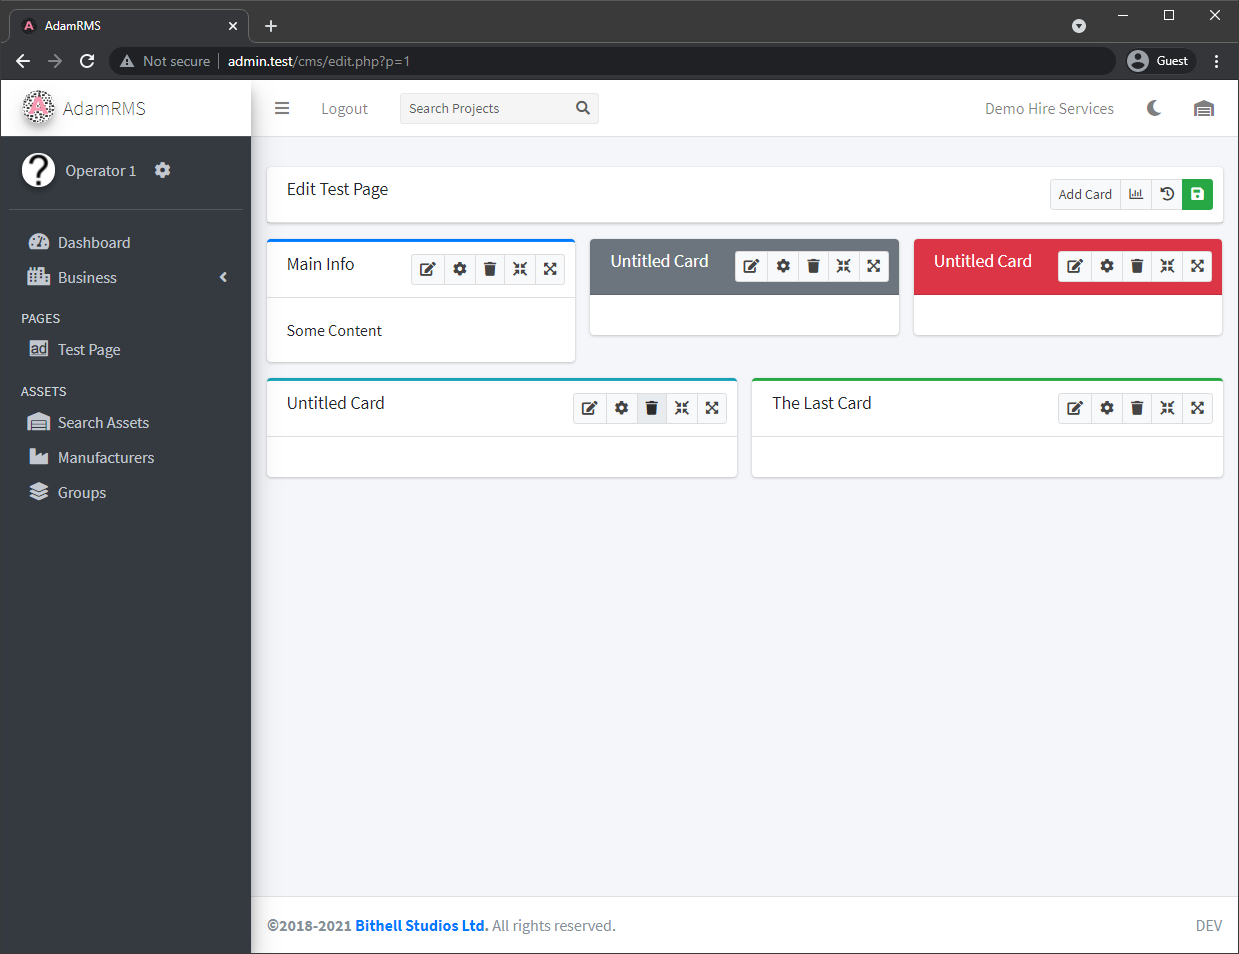 AdamRMS
Not secure
admin.test/cms/edit.php?p=1
Guest
AdamRMS
Logout
Search Projects
Demo Hire Services
Operator 1
Dashboard
Business
PAGES
ad Test Page
ASSETS
Search Assets
Manufacturers
Groups
Edit Test Page
Add Card
Main Info
Some Content
Untitled Card
Untitled Card
Untitled Card
The Last Card
©2018-2021 Bithell Studios Ltd. All rights reserved.
DEV